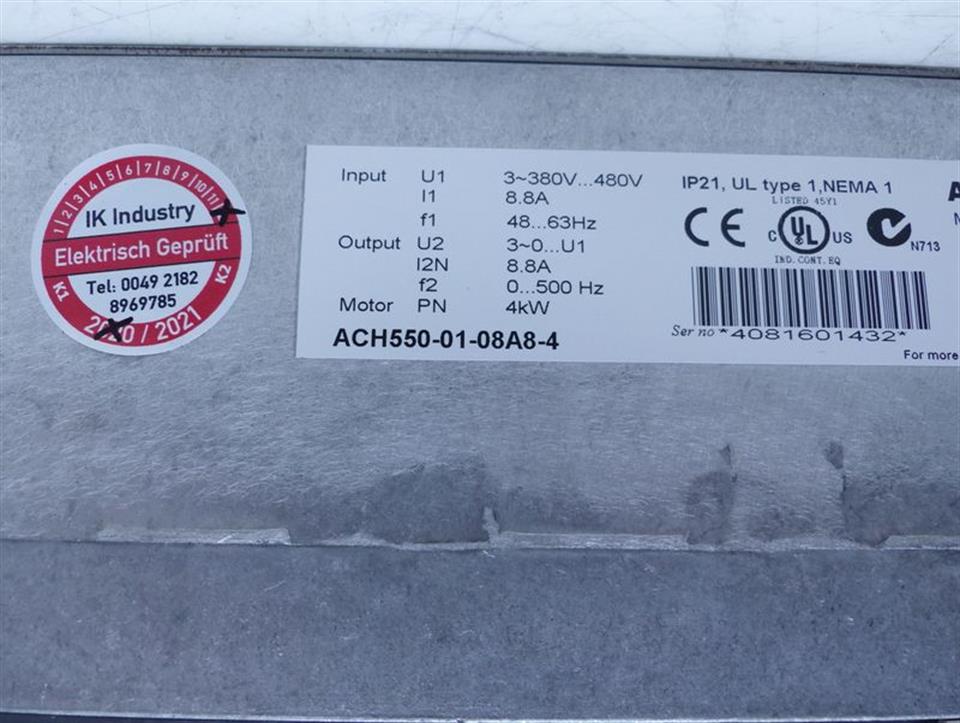 1|2|3|4|5|6|7|8|9|10|11|
IK Industry
Elektrisch Geprüft
Tel: 0049 2182
8969785
K1
K2
2020 / 2021
Input U1 3~380V...480V
I1 8.8A
f1 48...63Hz
Output U2 3~0...U1
I2N 8.8A
f2 0...500 Hz
Motor PN 4kW
ACH550-01-08A8-4
IP21, UL type 1,NEMA 1
LISTED 45Y1
CE
C UL US
N713
IND.CONT.EQ
Ser no *4081601432*
For more